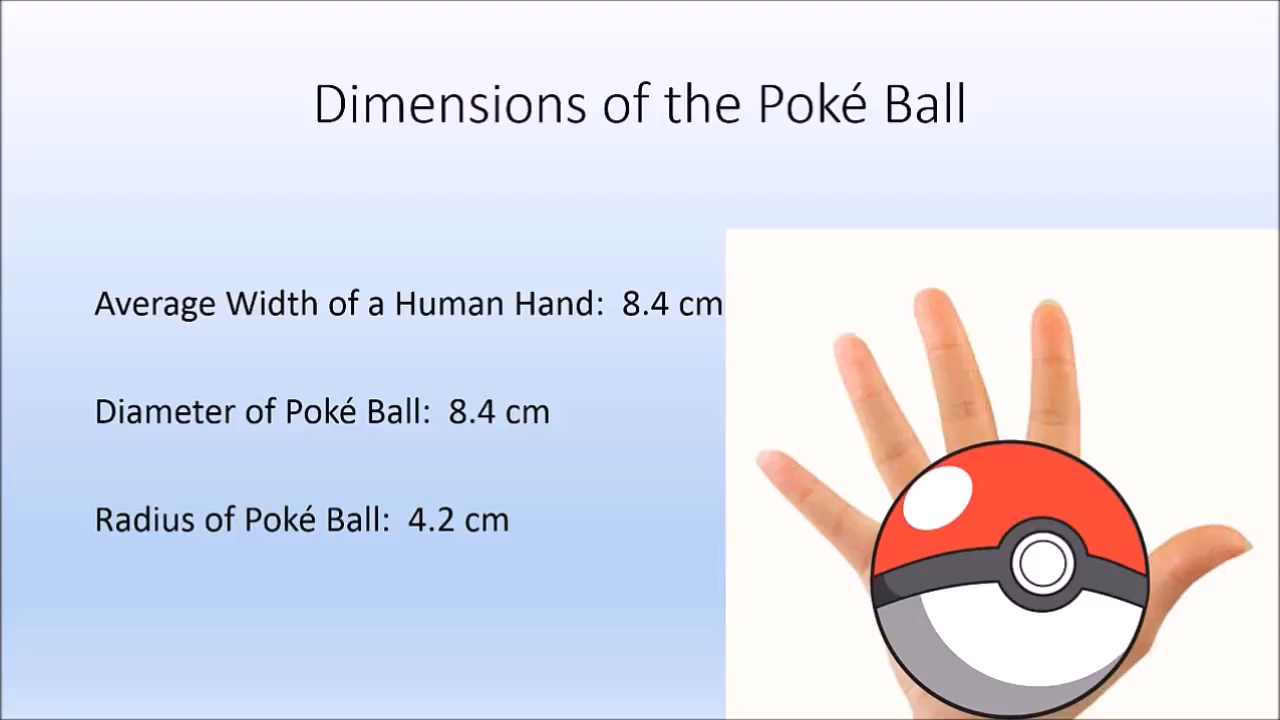 Dimensions of the Poké Ball
Average Width of a Human Hand: 8.4 cm
Diameter of Poké Ball: 8.4 cm
Radius of Poké Ball: 4.2 cm